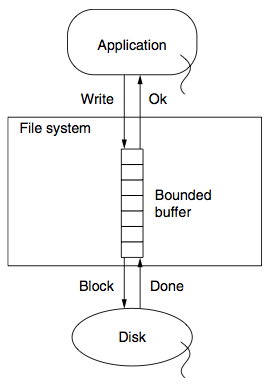 Application
Write
Ok
File system
Bounded
buffer
Block
Done
Disk